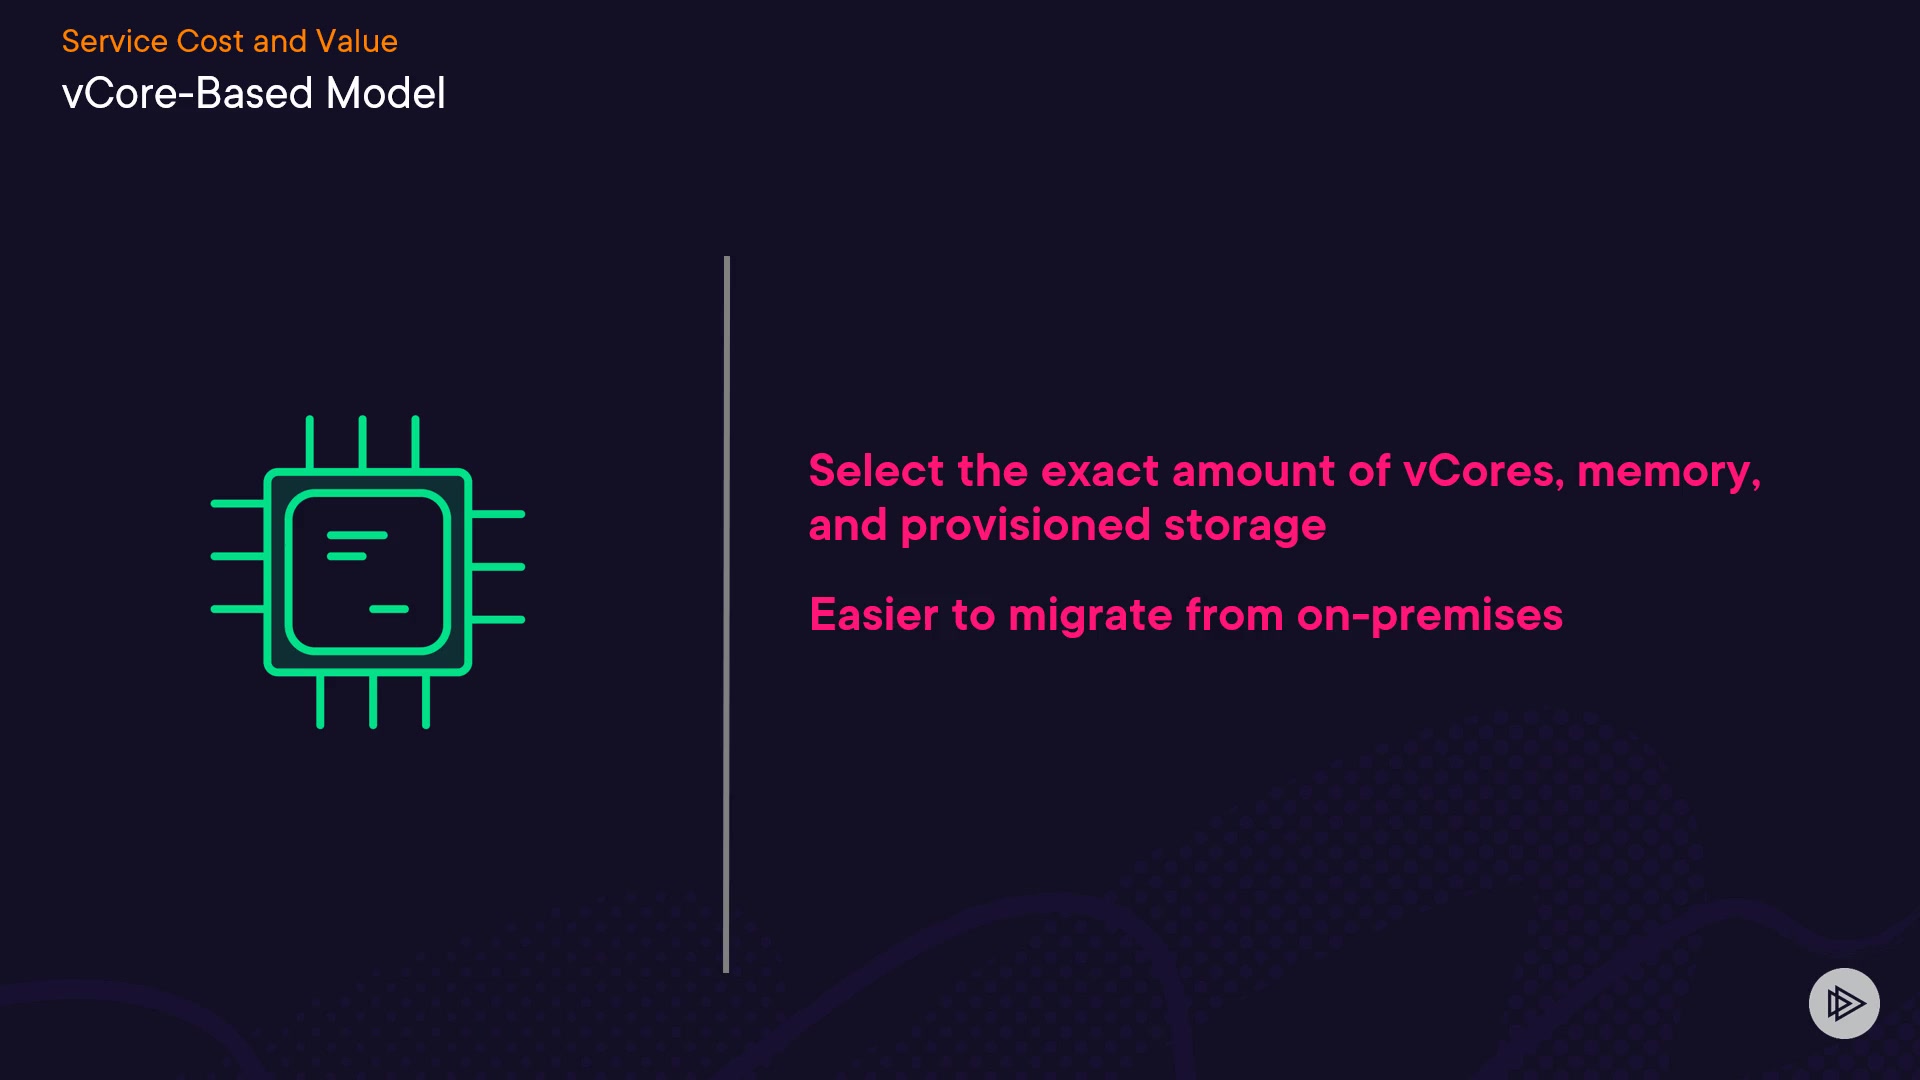 Service Cost and Value
vCore-Based Model
Select the exact amount of vCores, memory,
and provisioned storage
Easier to migrate from on-premises